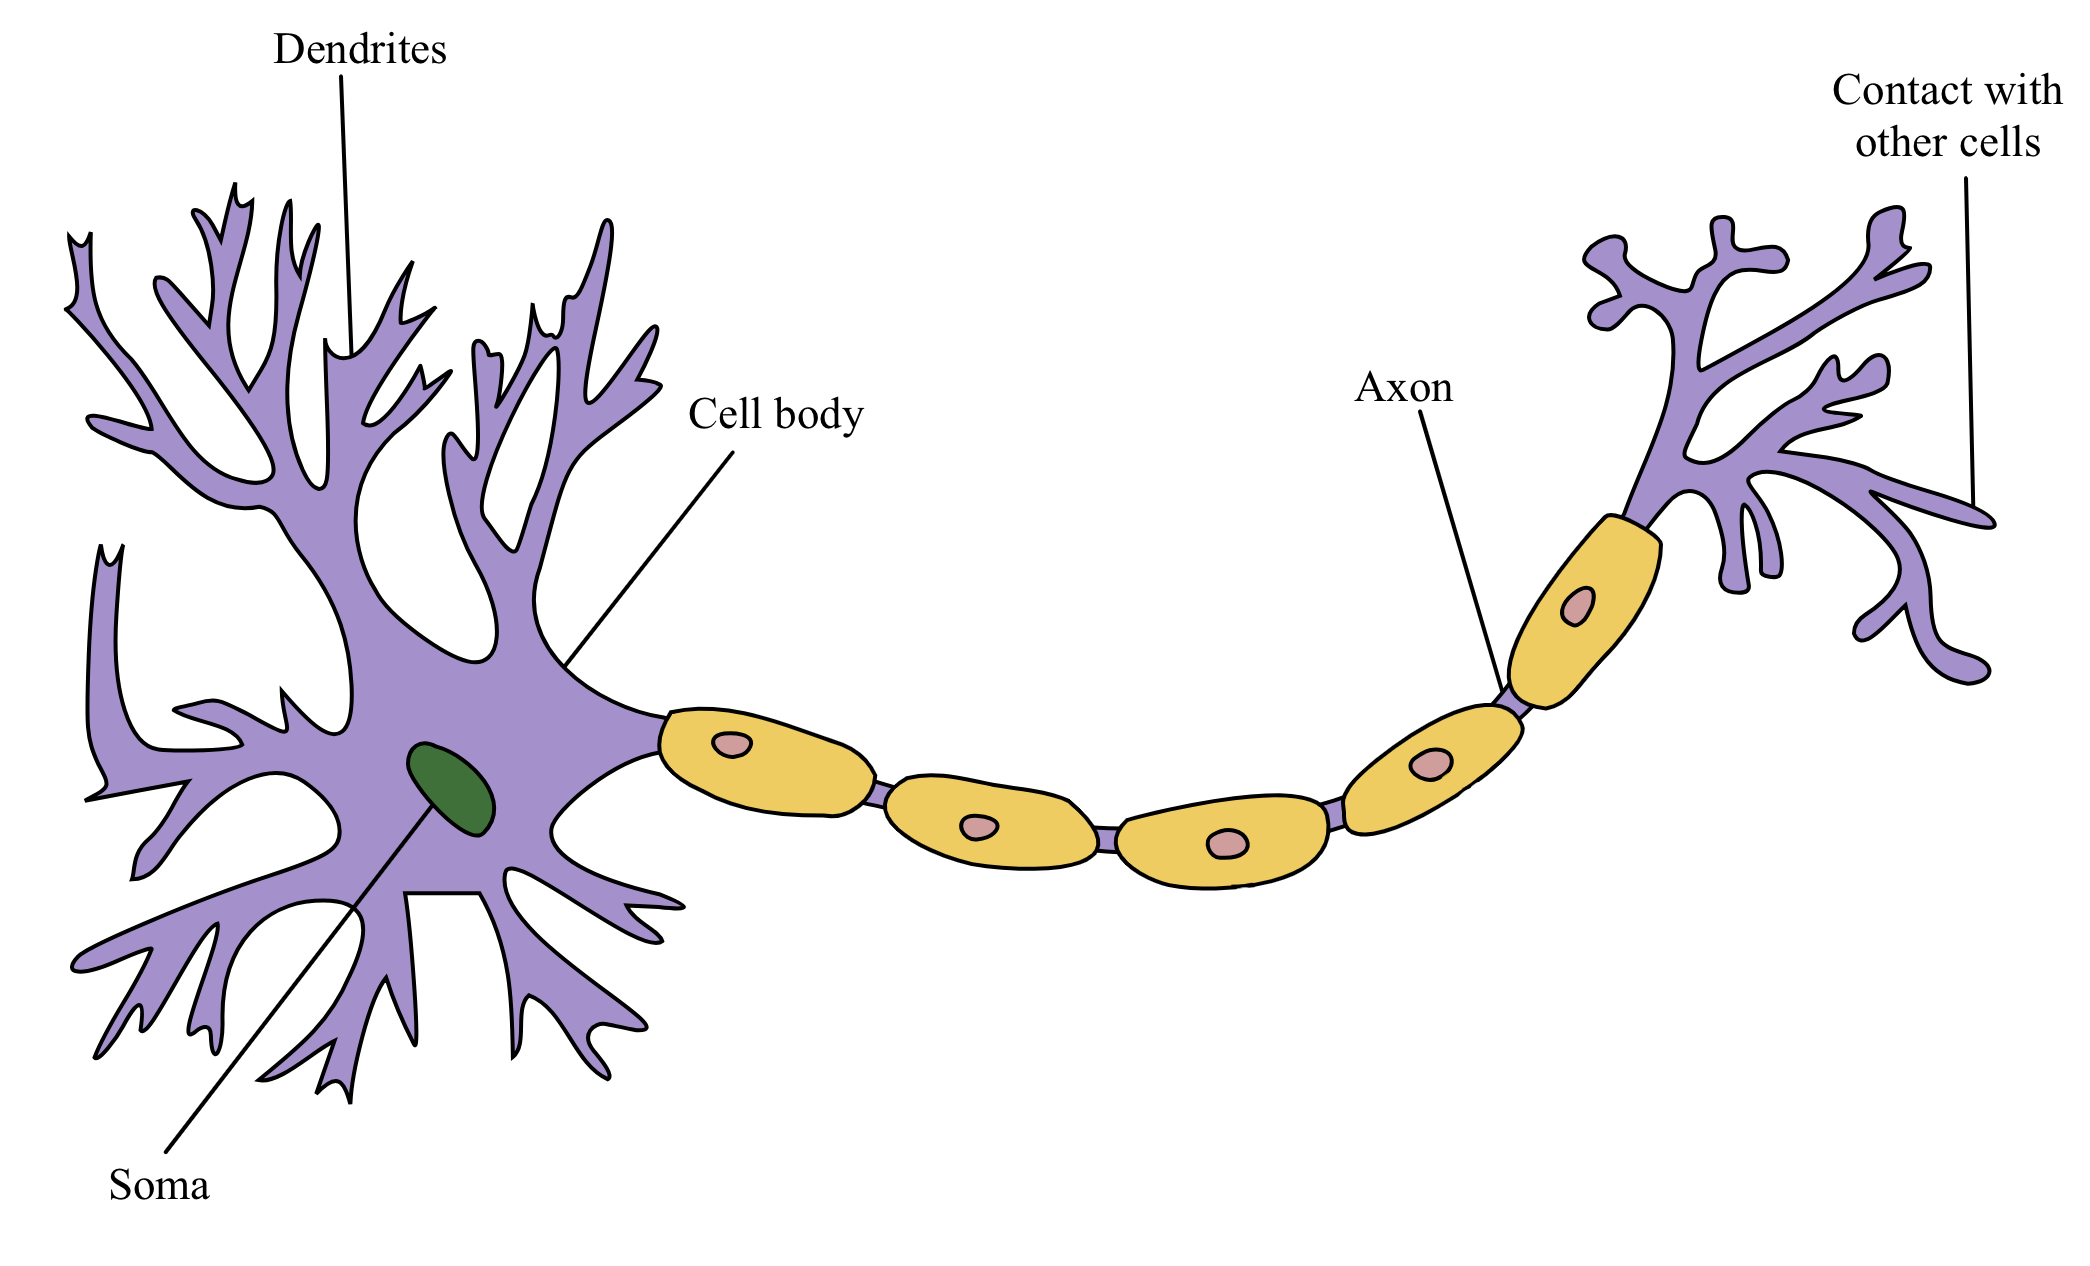 Dendrites
Contact with
other cells
Axon
Cell body
Soma